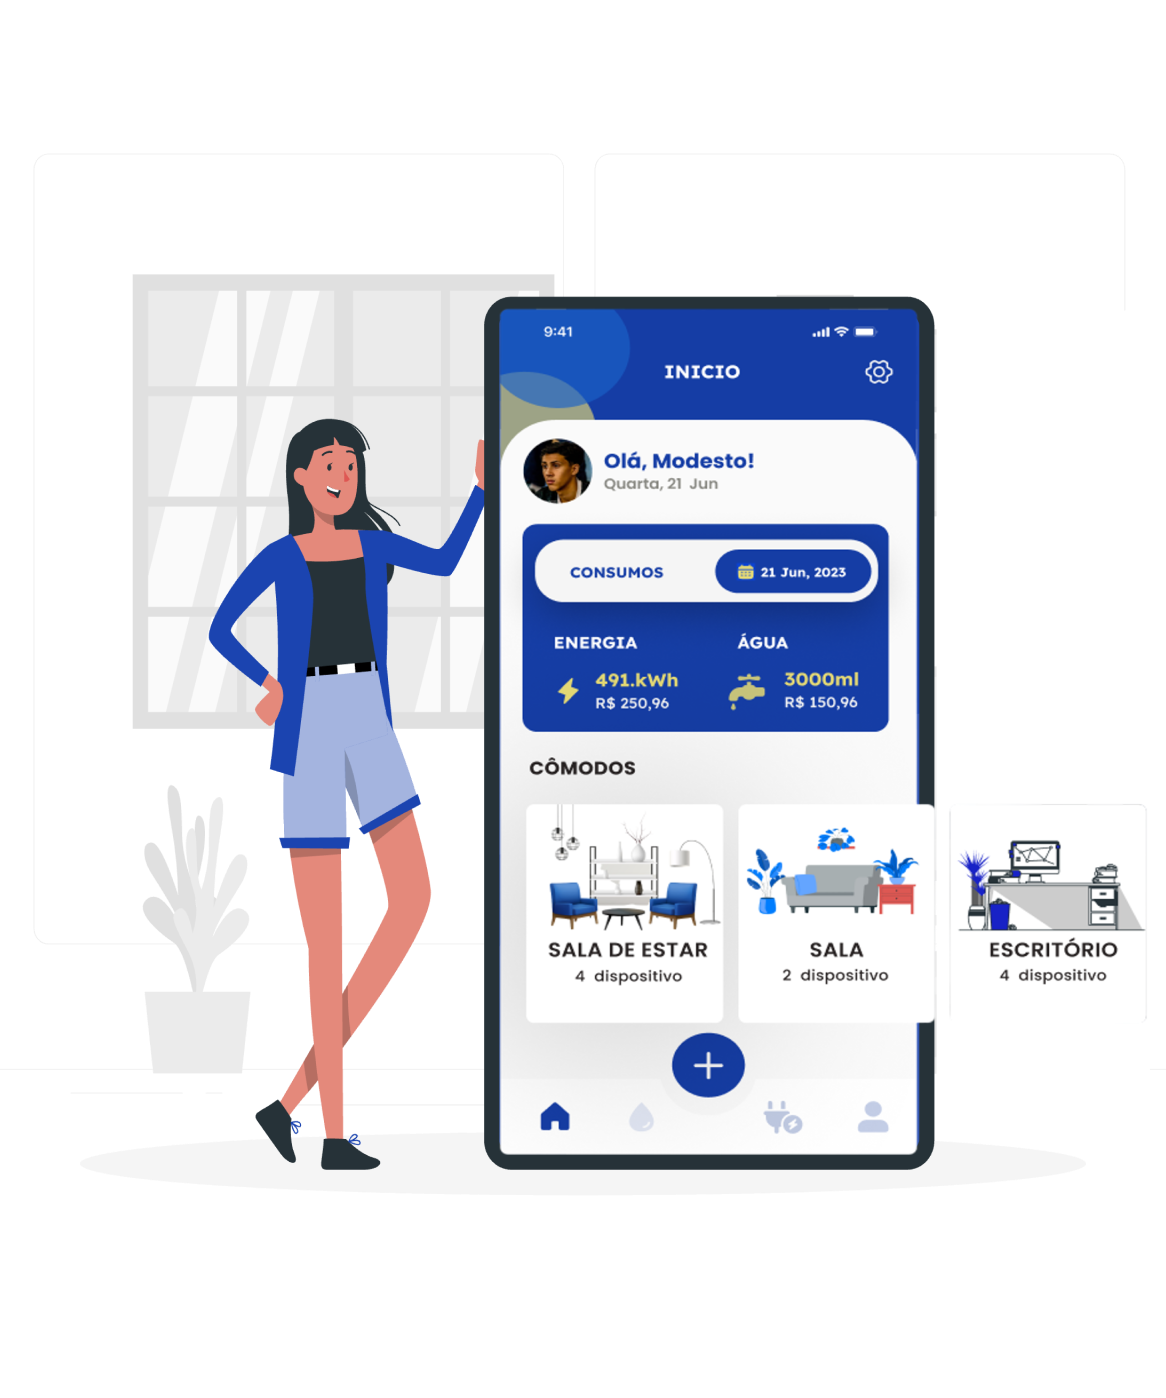 9:41
INICIO
Olá, Modesto!
Quarta, 21 Jun
CONSUMOS
21 Jun, 2023
ENERGIA
ÁGUA
491.kWh
R$ 250,96
3000ml
R$ 150,96
CÔMODOS
SALA DE ESTAR
4 dispositivo
SALA
2 dispositivo
ESCRITÓRIO
4 dispositivo